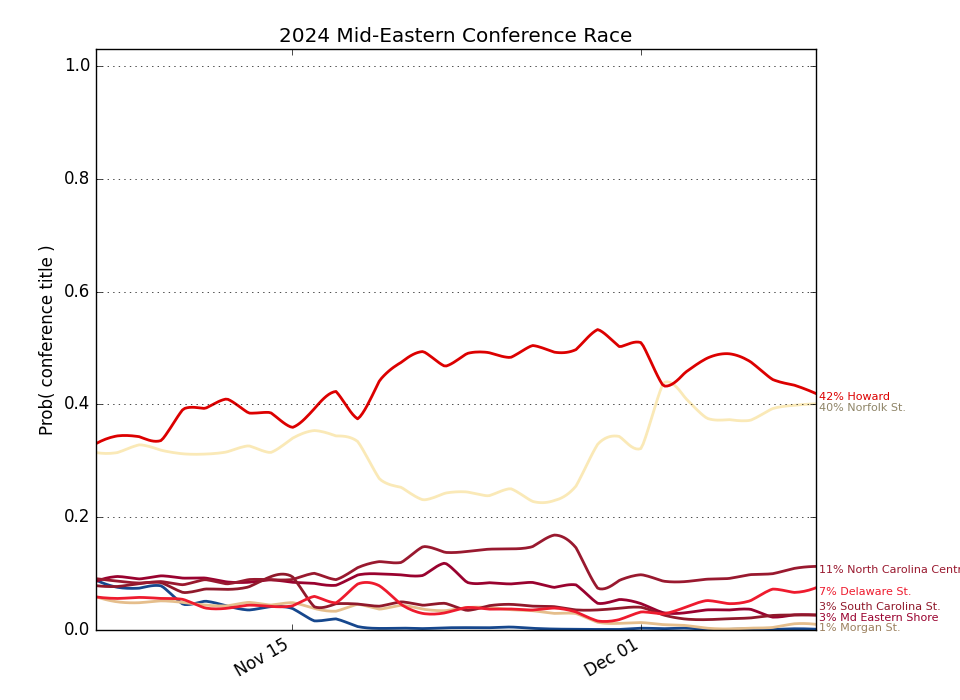 2024 Mid-Eastern Conference Race
Prob( conference title )
1.0
0.8
0.6
0.4
0.2
0.0
Nov 15
Dec 01
42% Howard
40% Norfolk St.
11% North Carolina Centr
7% Delaware St.
3% South Carolina St.
3% Md Eastern Shore
1% Morgan St.